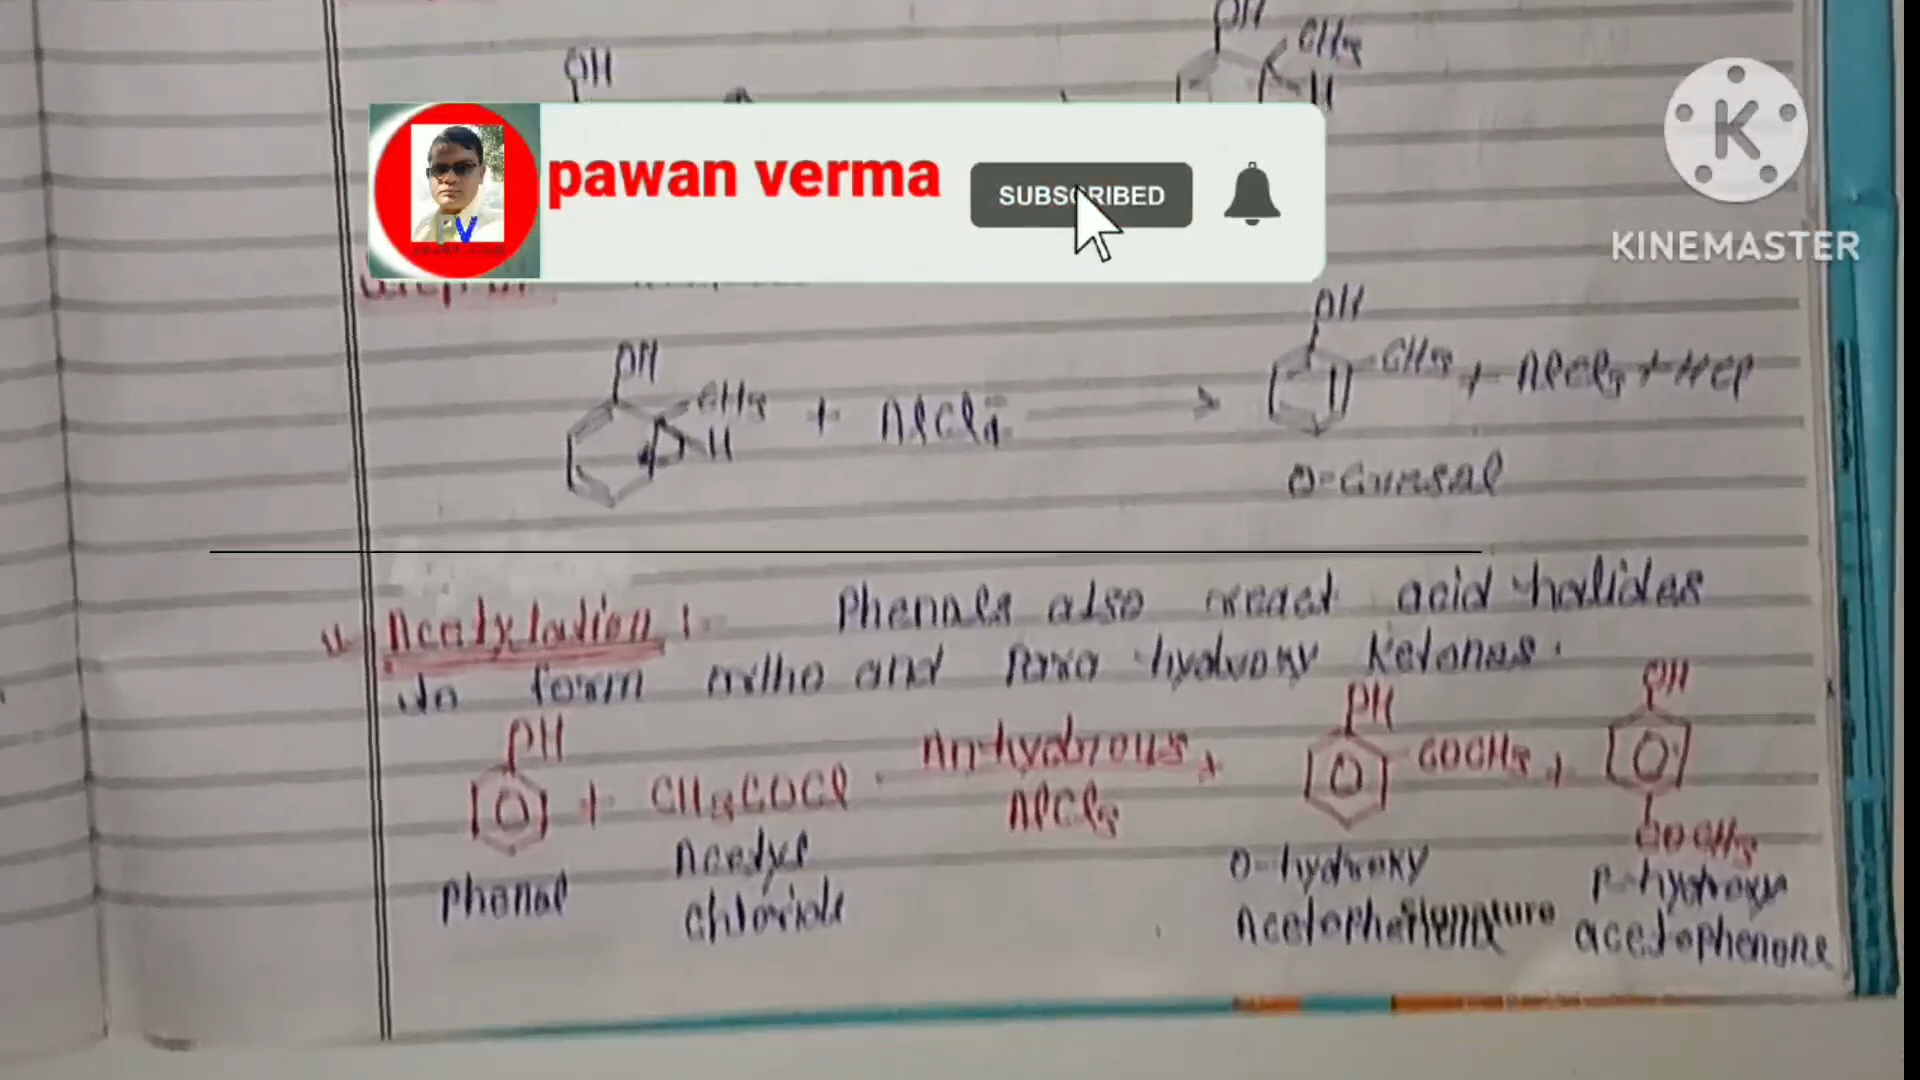 OH
CH3
H
pawan verma
SUBSCRIBED
K
KINEMASTER
OH
CH3
H
+ AlCl4-
OH
CH3 + AlCl3 + HCl
O-Cresol
Acetylation :- Phenols also react acid halides
to form ortho and Para hydroxy Ketones.
OH
+ CH3COCl
Anhydrous
AlCl3
OH
COCH3 +
OH
COCH3
Phenol
Acetyl
chloride
O-hydroxy
P-hydroxy
acetophenone